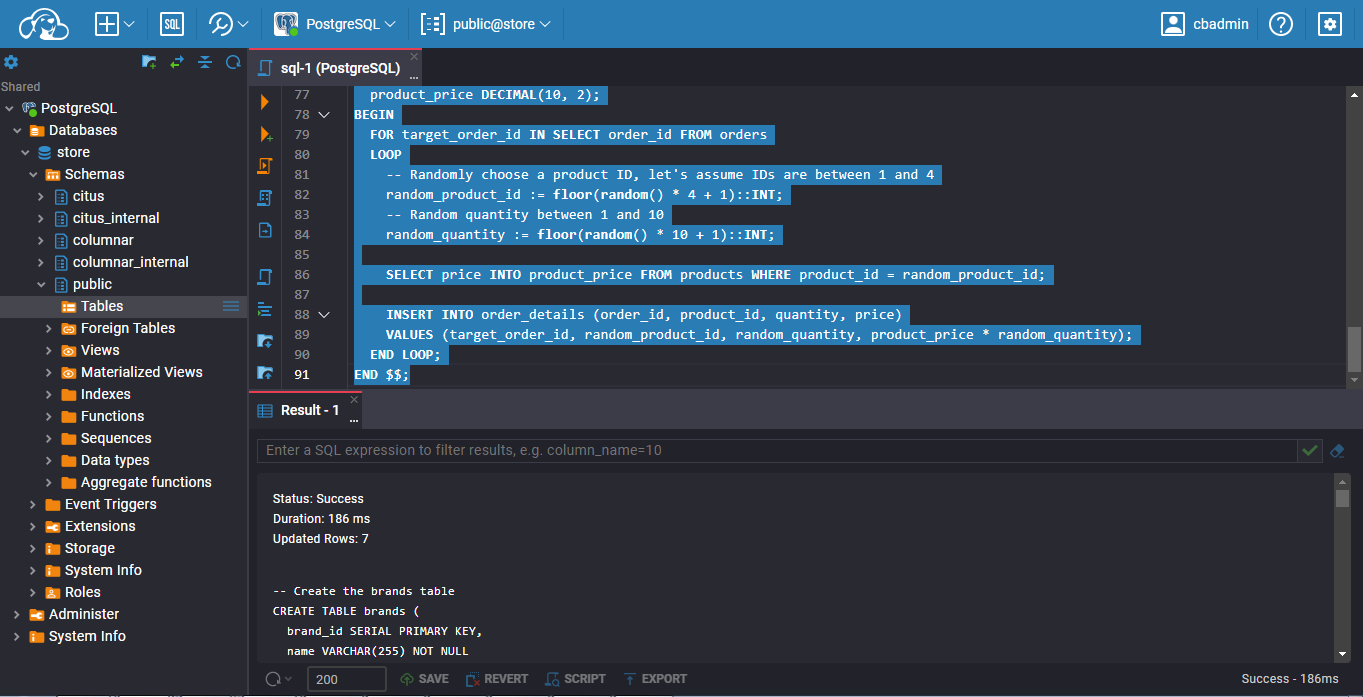 SQL
PostgreSQL
public@store
cbadmin
sql-1 (PostgreSQL)
Shared
PostgreSQL
Databases
store
Schemas
citus
citus_internal
columnar
columnar_internal
public
Tables
Foreign Tables
Views
Materialized Views
Indexes
Functions
Sequences
Data types
Aggregate functions
Event Triggers
Extensions
Storage
System Info
Roles
Administer
System Info
77 product_price DECIMAL(10, 2);
78 BEGIN
79 FOR target_order_id IN SELECT order_id FROM orders
80 LOOP
81 -- Randomly choose a product ID, let's assume IDs are between 1 and 4
82 random_product_id := floor(random() * 4 + 1)::INT;
83 -- Random quantity between 1 and 10
84 random_quantity := floor(random() * 10 + 1)::INT;
85
86 SELECT price INTO product_price FROM products WHERE product_id = random_product_id;
87
88 INSERT INTO order_details (order_id, product_id, quantity, price)
89 VALUES (target_order_id, random_product_id, random_quantity, product_price * random_quantity);
90 END LOOP;
91 END $$;
Result - 1
Enter a SQL expression to filter results, e.g. column_name=10
Status: Success
Duration: 186 ms
Updated Rows: 7
-- Create the brands table
CREATE TABLE brands (
brand_id SERIAL PRIMARY KEY,
name VARCHAR(255) NOT NULL
200 SAVE REVERT SCRIPT EXPORT Success - 186ms